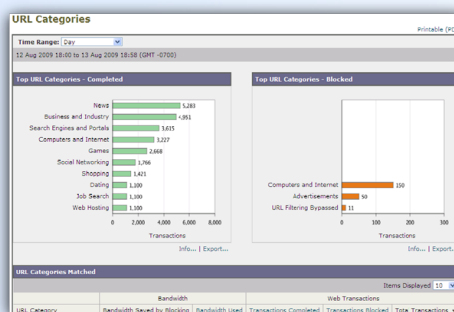 URL Categories
Printable (PD
Time Range: Day
12 Aug 2009 18:00 to 13 Aug 2009 18:58 (GMT -0700)
Top URL Categories - Completed
News 5,283
Business and Industry 4,951
Search Engines and Portals 3,615
Computers and Internet 3,227
Games 2,668
Social Networking 1,766
Shopping 1,421
Dating 1,100
Job Search 1,100
Web Hosting 1,100
0 2,000 4,000 6,000 8,000
Transactions
Info... | Export...
Top URL Categories - Blocked
Computers and Internet 150
Advertisements 50
URL Filtering Bypassed 11
0 100 200 300
Transactions
Info... | Export...
URL Categories Matched
Items Displayed 10
Bandwidth Web Transactions
URL Category Bandwidth Saved by Blocking Bandwidth Used Transactions Completed Transactions Blocked Total Transactions